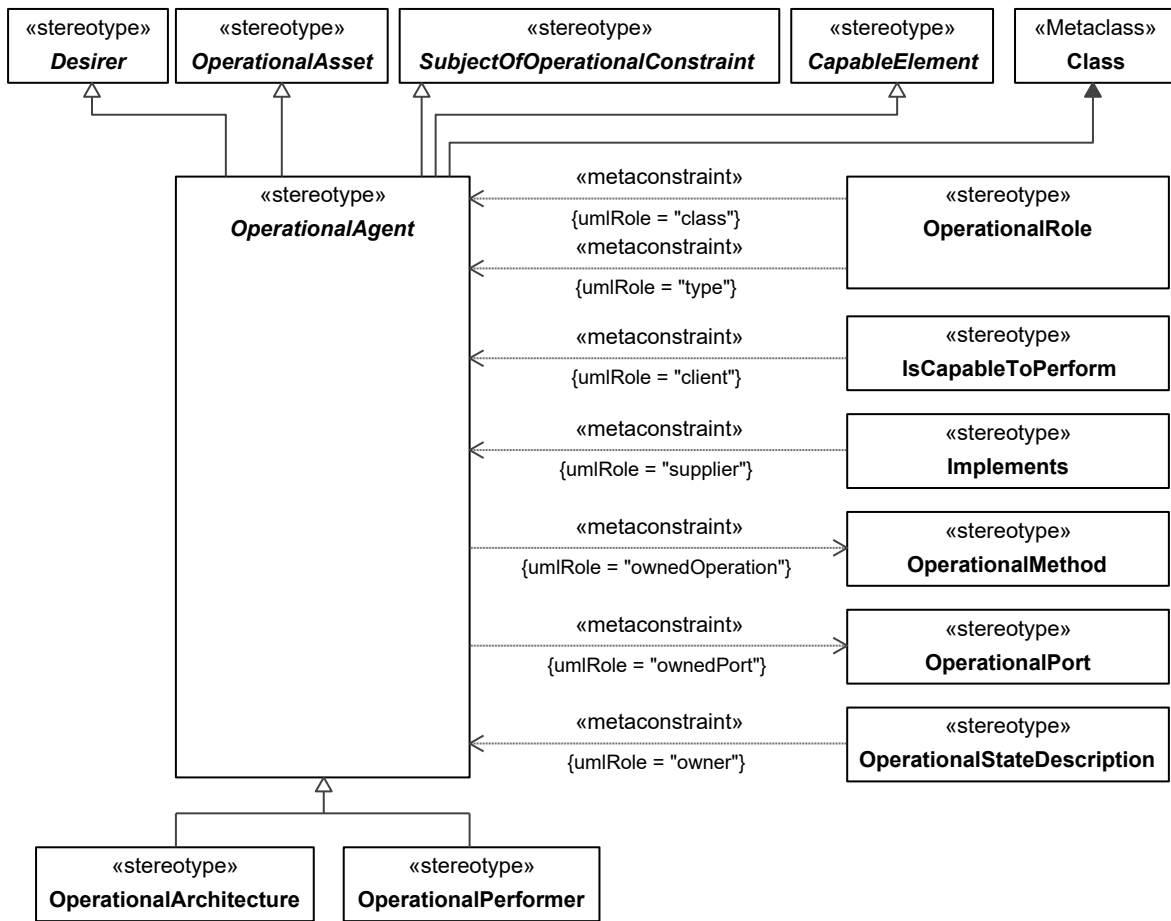 «stereotype»
Desirer
«stereotype»
OperationalAsset
«stereotype»
SubjectOfOperationalConstraint
«stereotype»
CapableElement
«Metaclass»
Class
«stereotype»
OperationalAgent
«metaconstraint»
{umlRole = "class"}
«metaconstraint»
{umlRole = "type"}
«stereotype»
OperationalRole
«metaconstraint»
{umlRole = "client"}
«stereotype»
IsCapableToPerform
«metaconstraint»
{umlRole = "supplier"}
«stereotype»
Implements
«metaconstraint»
{umlRole = "ownedOperation"}
«stereotype»
OperationalMethod
«metaconstraint»
{umlRole = "ownedPort"}
«stereotype»
OperationalPort
«metaconstraint»
{umlRole = "owner"}
«stereotype»
OperationalStateDescription
«stereotype»
OperationalArchitecture
«stereotype»
OperationalPerformer